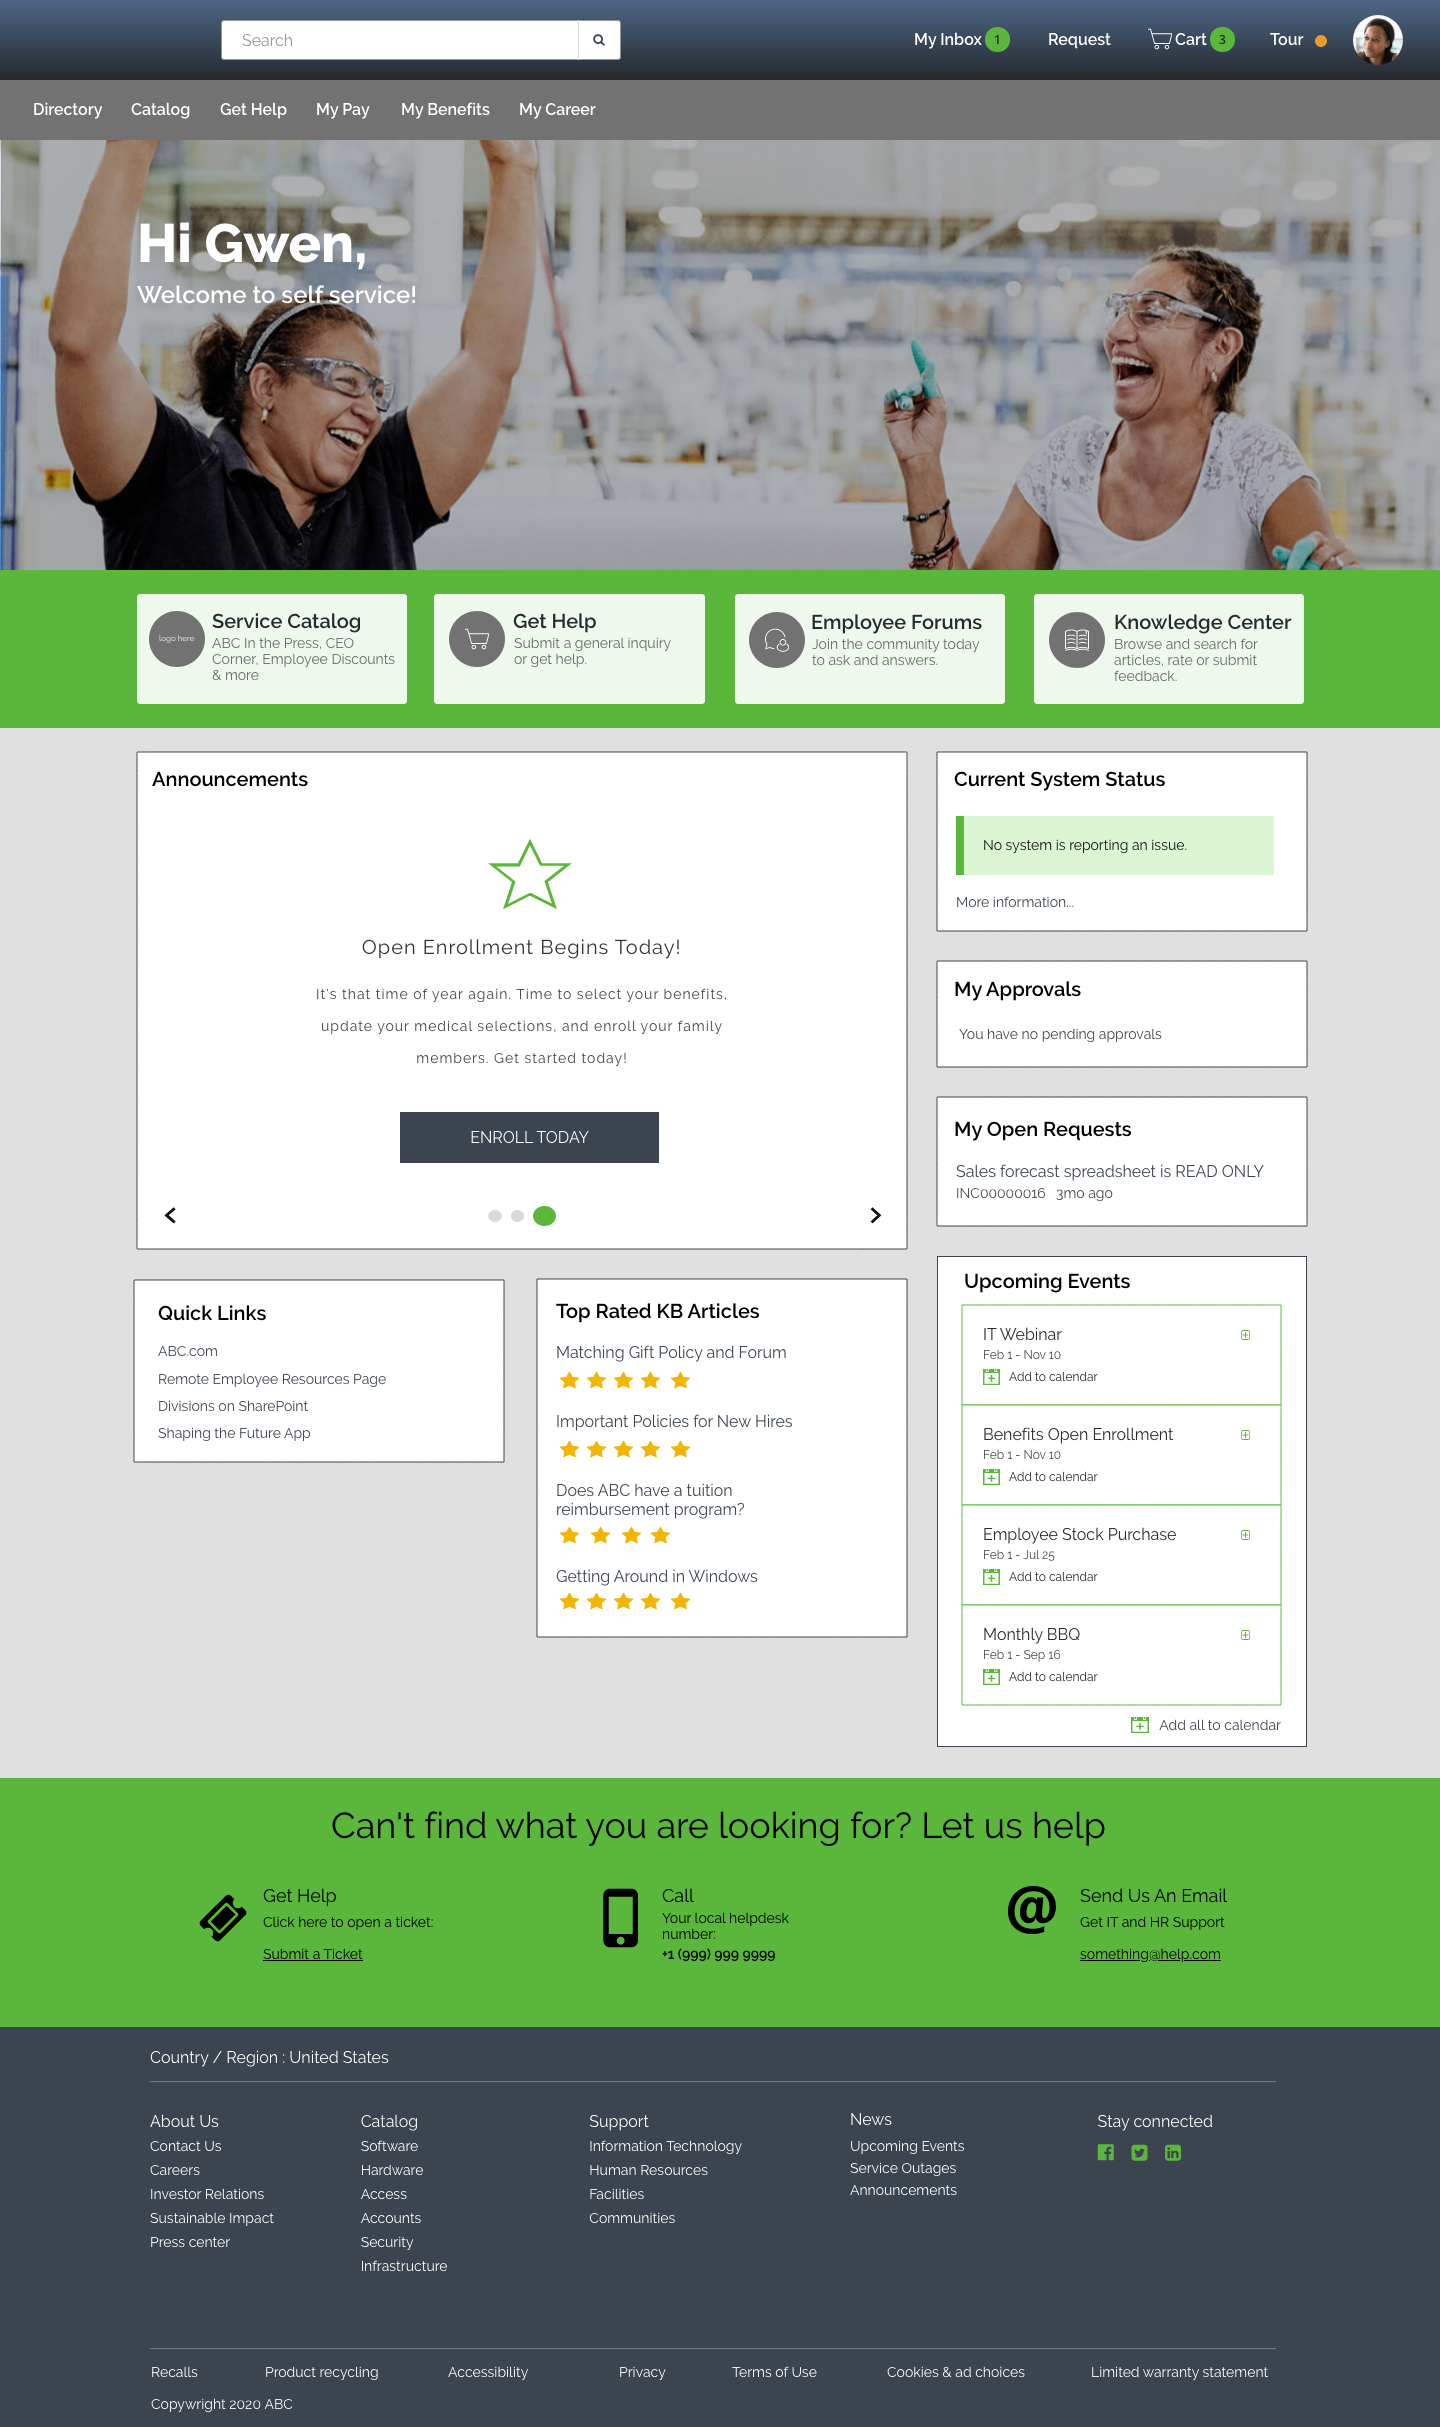 Search
My Inbox 1
Request
Cart 3
Tour
Directory
Catalog
Get Help
My Pay
My Benefits
My Career
Hi Gwen,
Welcome to self service!
logo here
Service Catalog
ABC In the Press, CEO
Corner, Employee Discounts
& more
Get Help
Submit a general inquiry
or get help.
Employee Forums
Join the community today
to ask and answers.
Knowledge Center
Browse and search for
articles, rate or submit
feedback.
Announcements
Open Enrollment Begins Today!
It's that time of year again. Time to select your benefits,
update your medical selections, and enroll your family
members. Get started today!
ENROLL TODAY
Current System Status
No system is reporting an issue.
More information...
My Approvals
You have no pending approvals
My Open Requests
Sales forecast spreadsheet is READ ONLY
INC00000016 3mo ago
Quick Links
ABC.com
Remote Employee Resources Page
Divisions on SharePoint
Shaping the Future App
Top Rated KB Articles
Matching Gift Policy and Forum
Important Policies for New Hires
Does ABC have a tuition
reimbursement program?
Getting Around in Windows
Upcoming Events
IT Webinar
Feb 1 - Nov 10
Add to calendar
Benefits Open Enrollment
Feb 1 - Nov 10
Add to calendar
Employee Stock Purchase
Feb 1 - Jul 25
Add to calendar
Monthly BBQ
Feb 1 - Sep 16
Add to calendar
Add all to calendar
Can't find what you are looking for? Let us help
Get Help
Click here to open a ticket:
Submit a Ticket
Call
Your local helpdesk
number:
+1 (999) 999 9999
@
Send Us An Email
Get IT and HR Support
something@help.com
Country / Region : United States
About Us
Contact Us
Careers
Investor Relations
Sustainable Impact
Press center
Catalog
Software
Hardware
Access
Accounts
Security
Infrastructure
Support
Information Technology
Human Resources
Facilities
Communities
News
Upcoming Events
Service Outages
Announcements
Stay connected
Recalls
Product recycling
Accessibility
Privacy
Terms of Use
Cookies & ad choices
Limited warranty statement
Copywright 2020 ABC